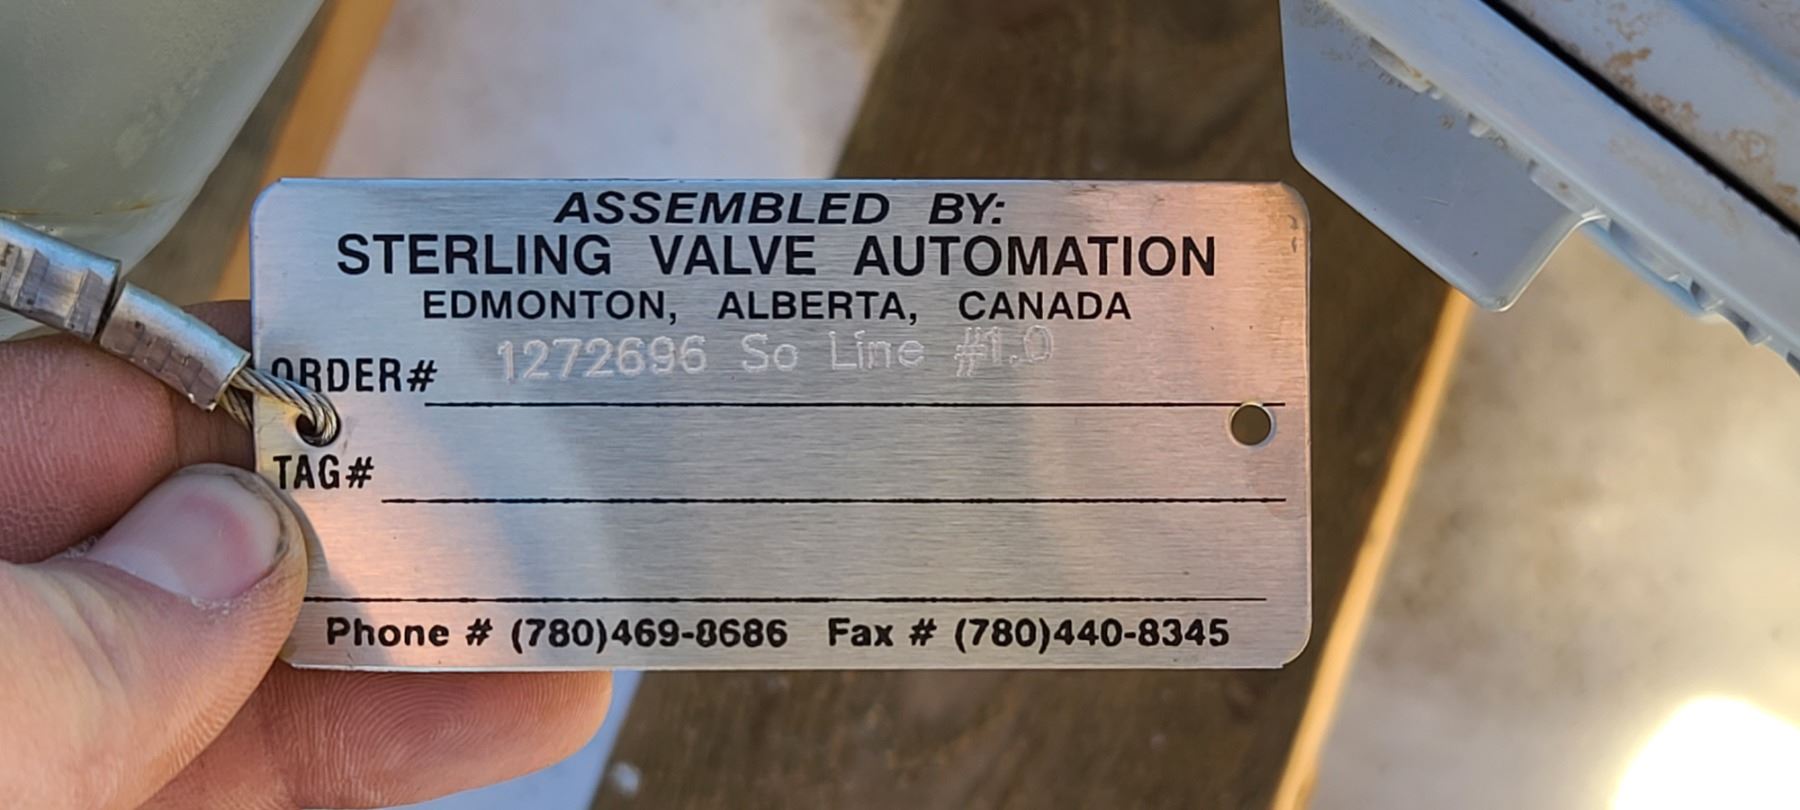 ASSEMBLED BY:
STERLING VALVE AUTOMATION
EDMONTON, ALBERTA, CANADA
ORDER# 1272696 So Line #1.0
TAG#
Phone # (780)469-8686 Fax # (780)440-8345